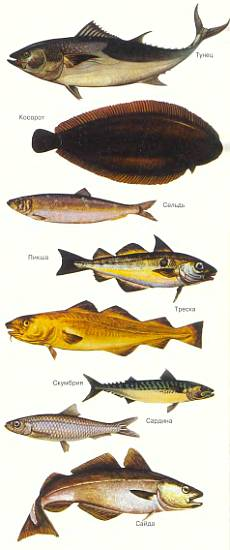 Тунец
Косорот
Сельдь
Пикша
Треска
Скумбрия
Сардина
Сайда